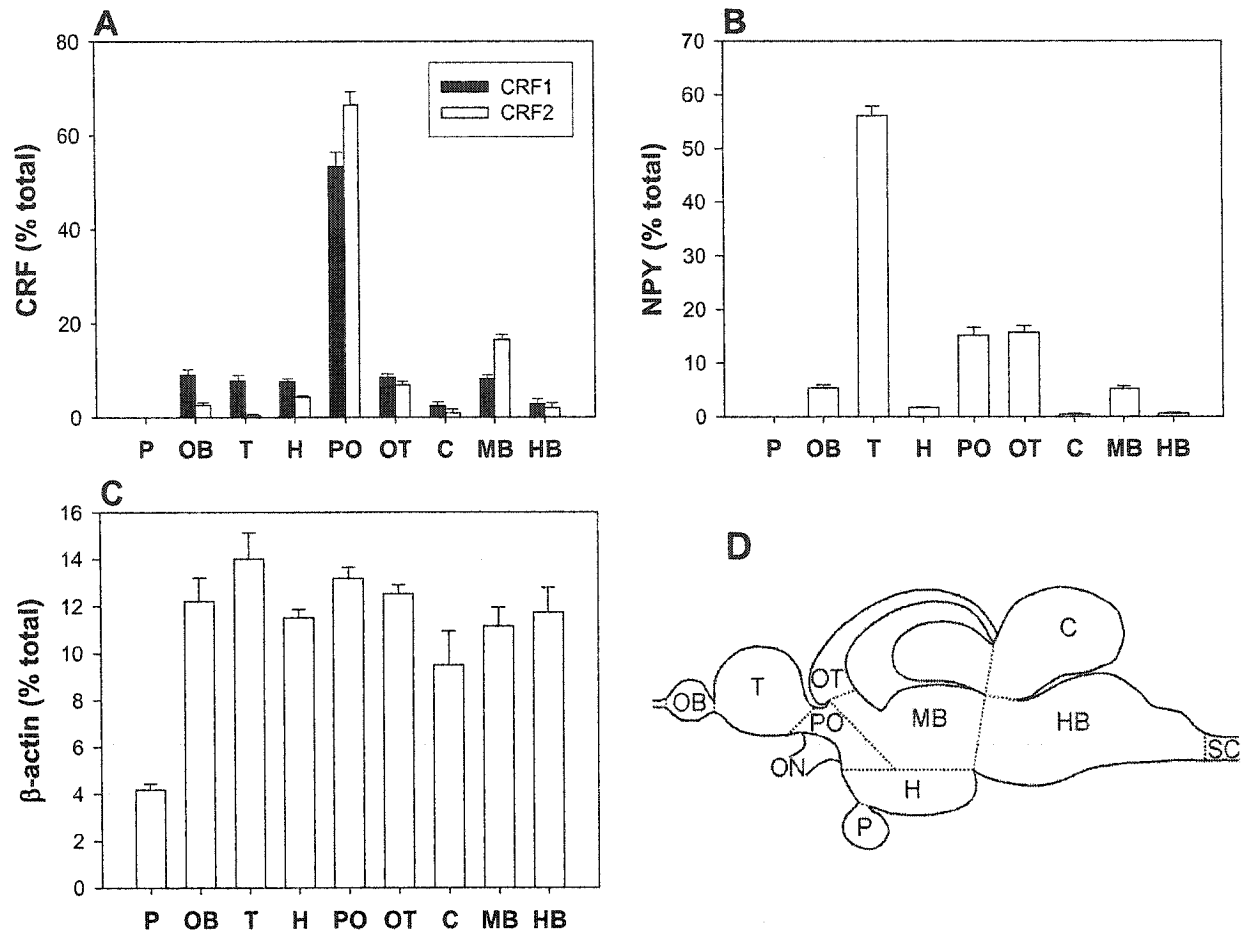 A
80
60
40
20
0
CRF (% total)
CRF1
CRF2
P OB T H PO OT C MB HB
B
70
60
50
40
30
20
10
0
NPY (% total)
P OB T H PO OT C MB HB
C
16
14
12
10
8
6
4
2
0
β-actin (% total)
P OB T H PO OT C MB HB
D
C
T
OT
OB
PO
MB
HB
SC
ON
H
P